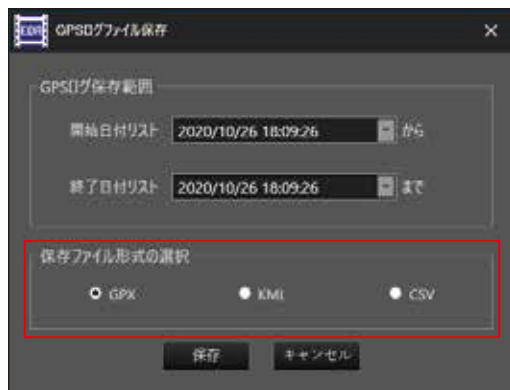 EDR GPSログファイル保存
GPSログ保存範囲
開始日付リスト 2020/10/26 18:09:26 から
終了日付リスト 2020/10/26 18:09:26 まで
保存ファイル形式の選択
GPX KML CSV
保存 キャンセル